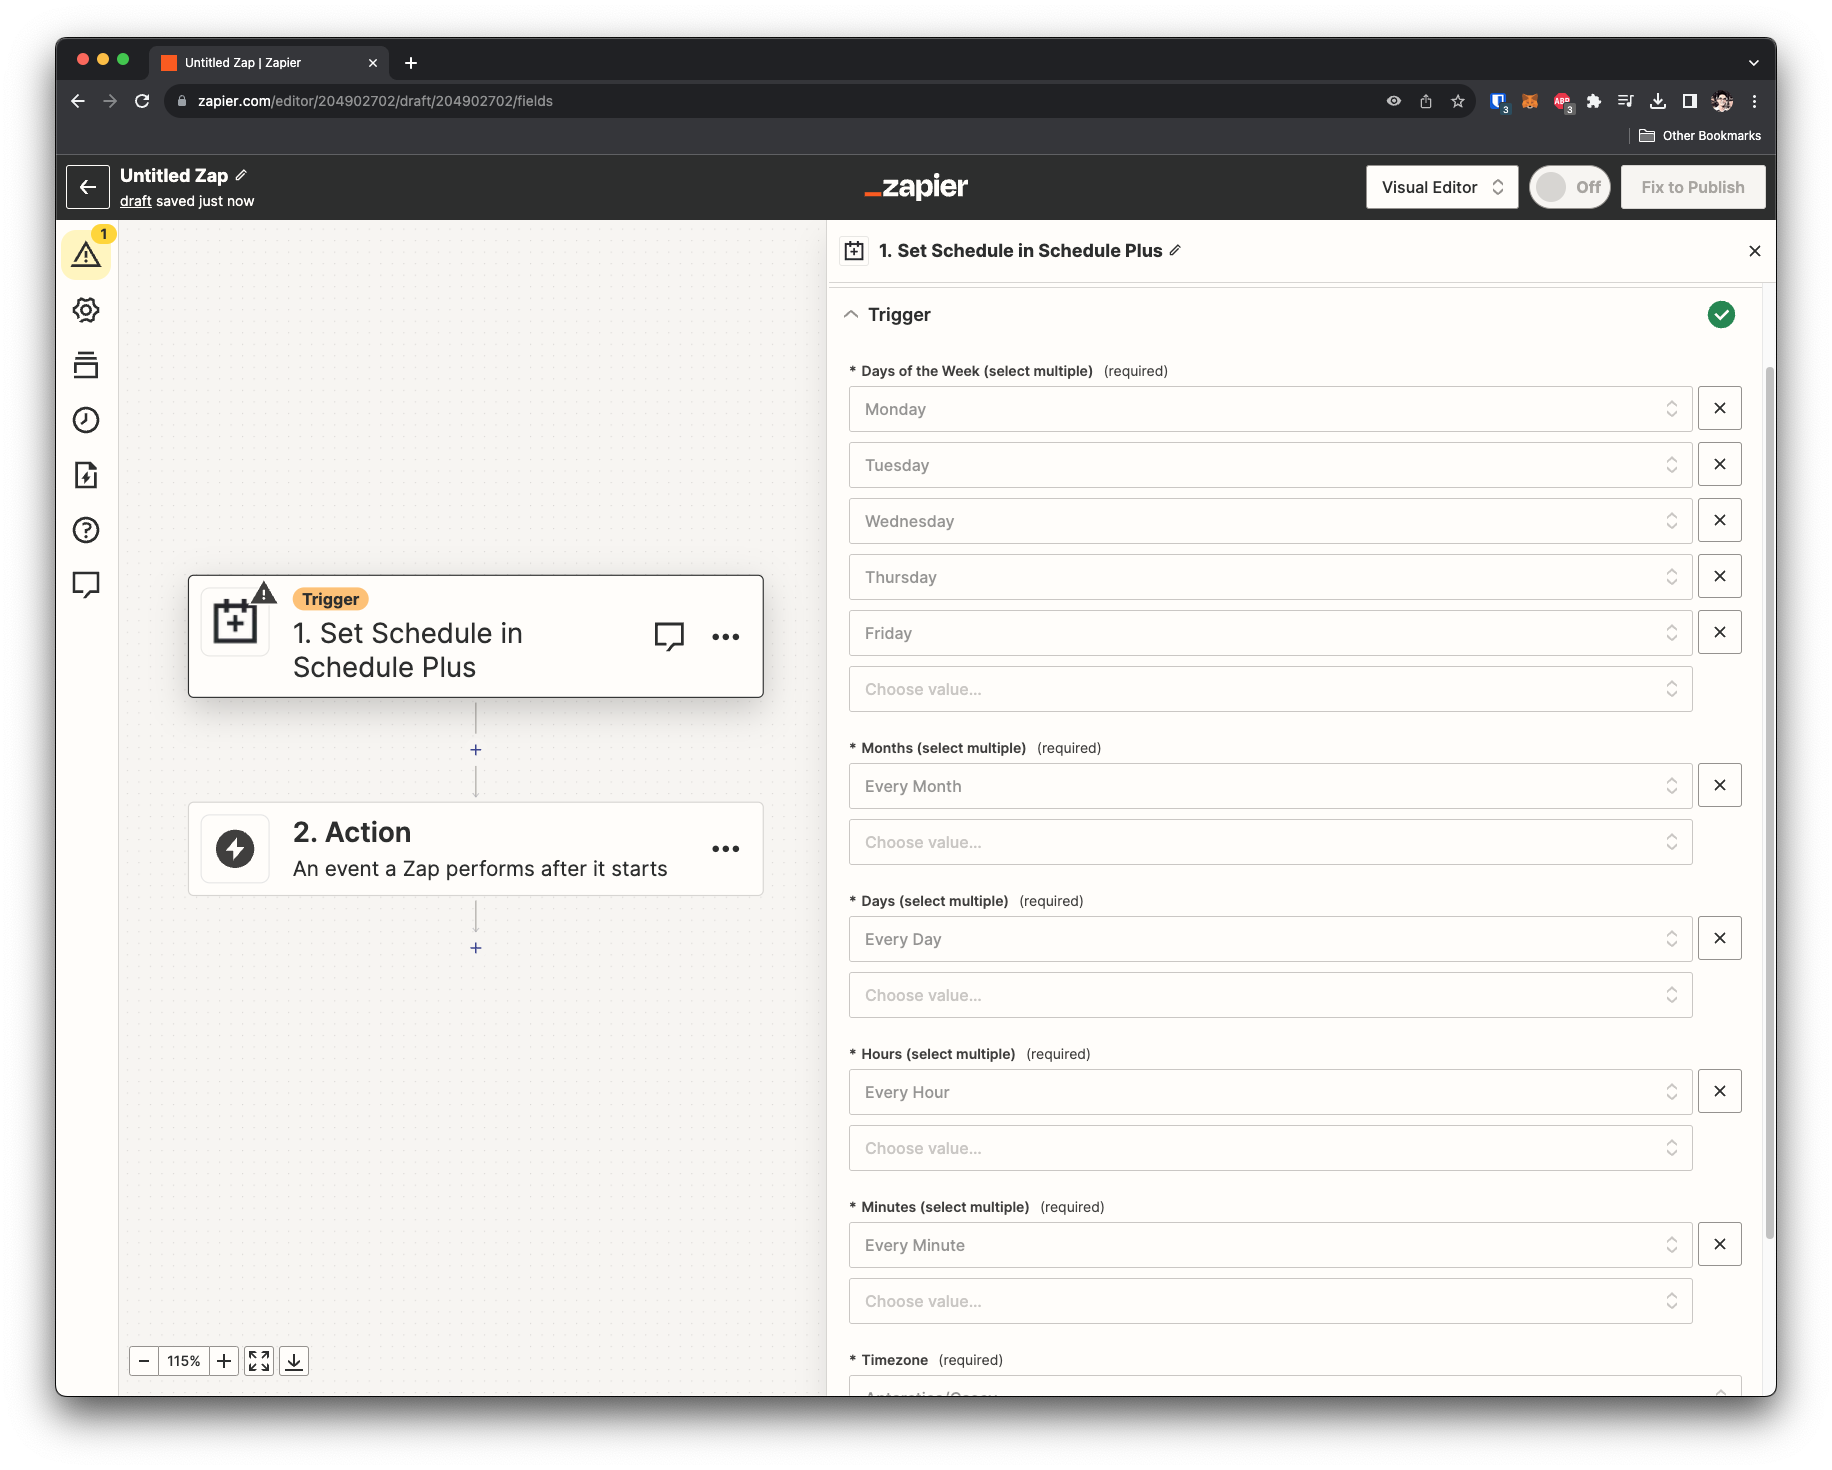 Untitled Zap | Zapier
zapier.com/editor/204902702/draft/204902702/fields
3
ABP
3
Other Bookmarks
Untitled Zap
draft saved just now
_zapier
Visual Editor
Off
Fix to Publish
1
1. Set Schedule in Schedule Plus
Trigger
* Days of the Week (select multiple) (required)
Monday
Tuesday
Wednesday
Thursday
Friday
Choose value...
* Months (select multiple) (required)
Every Month
Choose value...
* Days (select multiple) (required)
Every Day
Choose value...
* Hours (select multiple) (required)
Every Hour
Choose value...
* Minutes (select multiple) (required)
Every Minute
Choose value...
* Timezone (required)
Trigger
1. Set Schedule in
Schedule Plus
2. Action
An event a Zap performs after it starts
115%